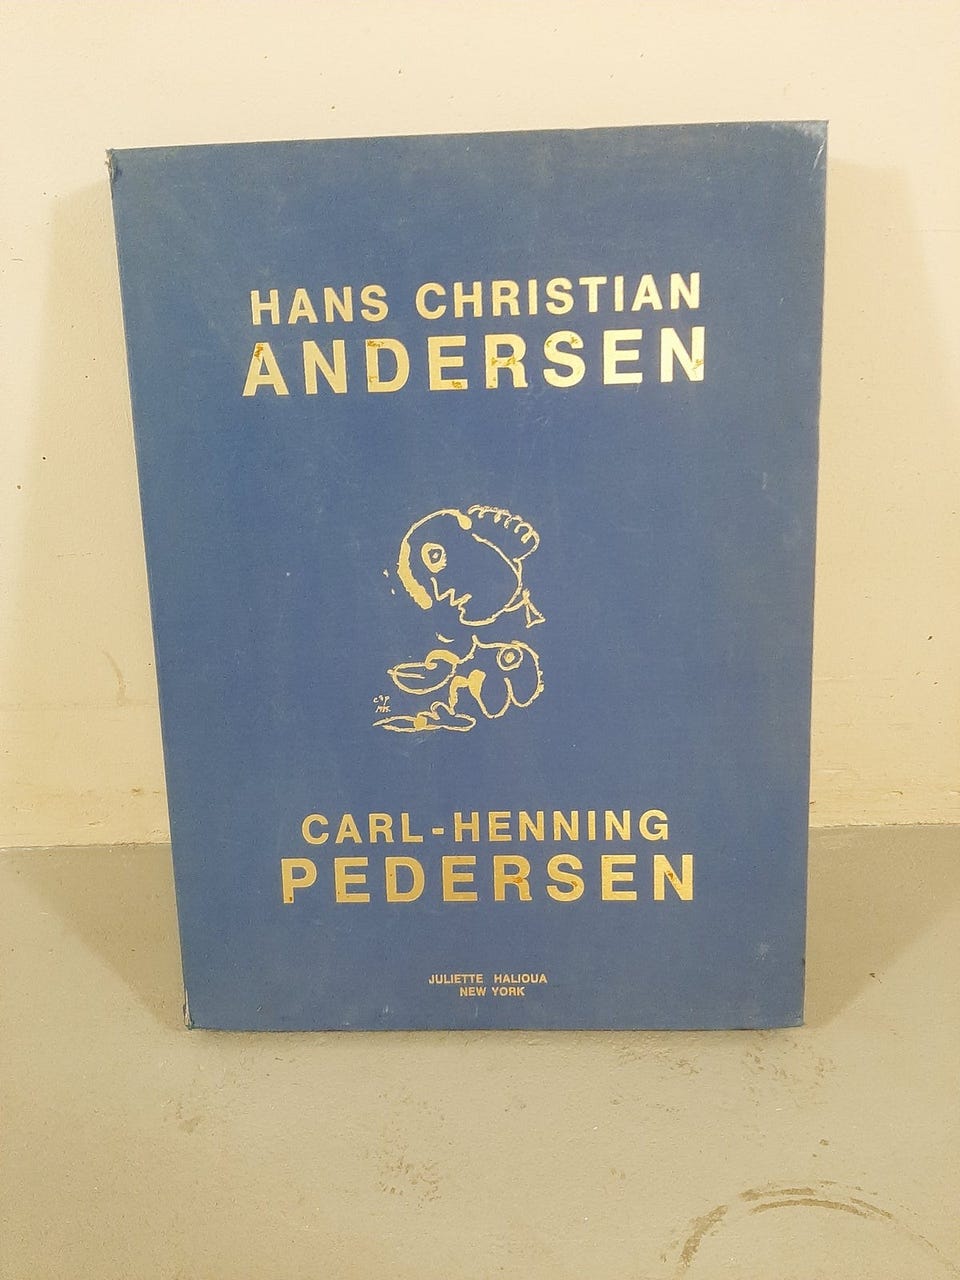 HANS CHRISTIAN
ANDERSEN
CARL-HENNING
PEDERSEN
JULIETTE HALIOUA
NEW YORK